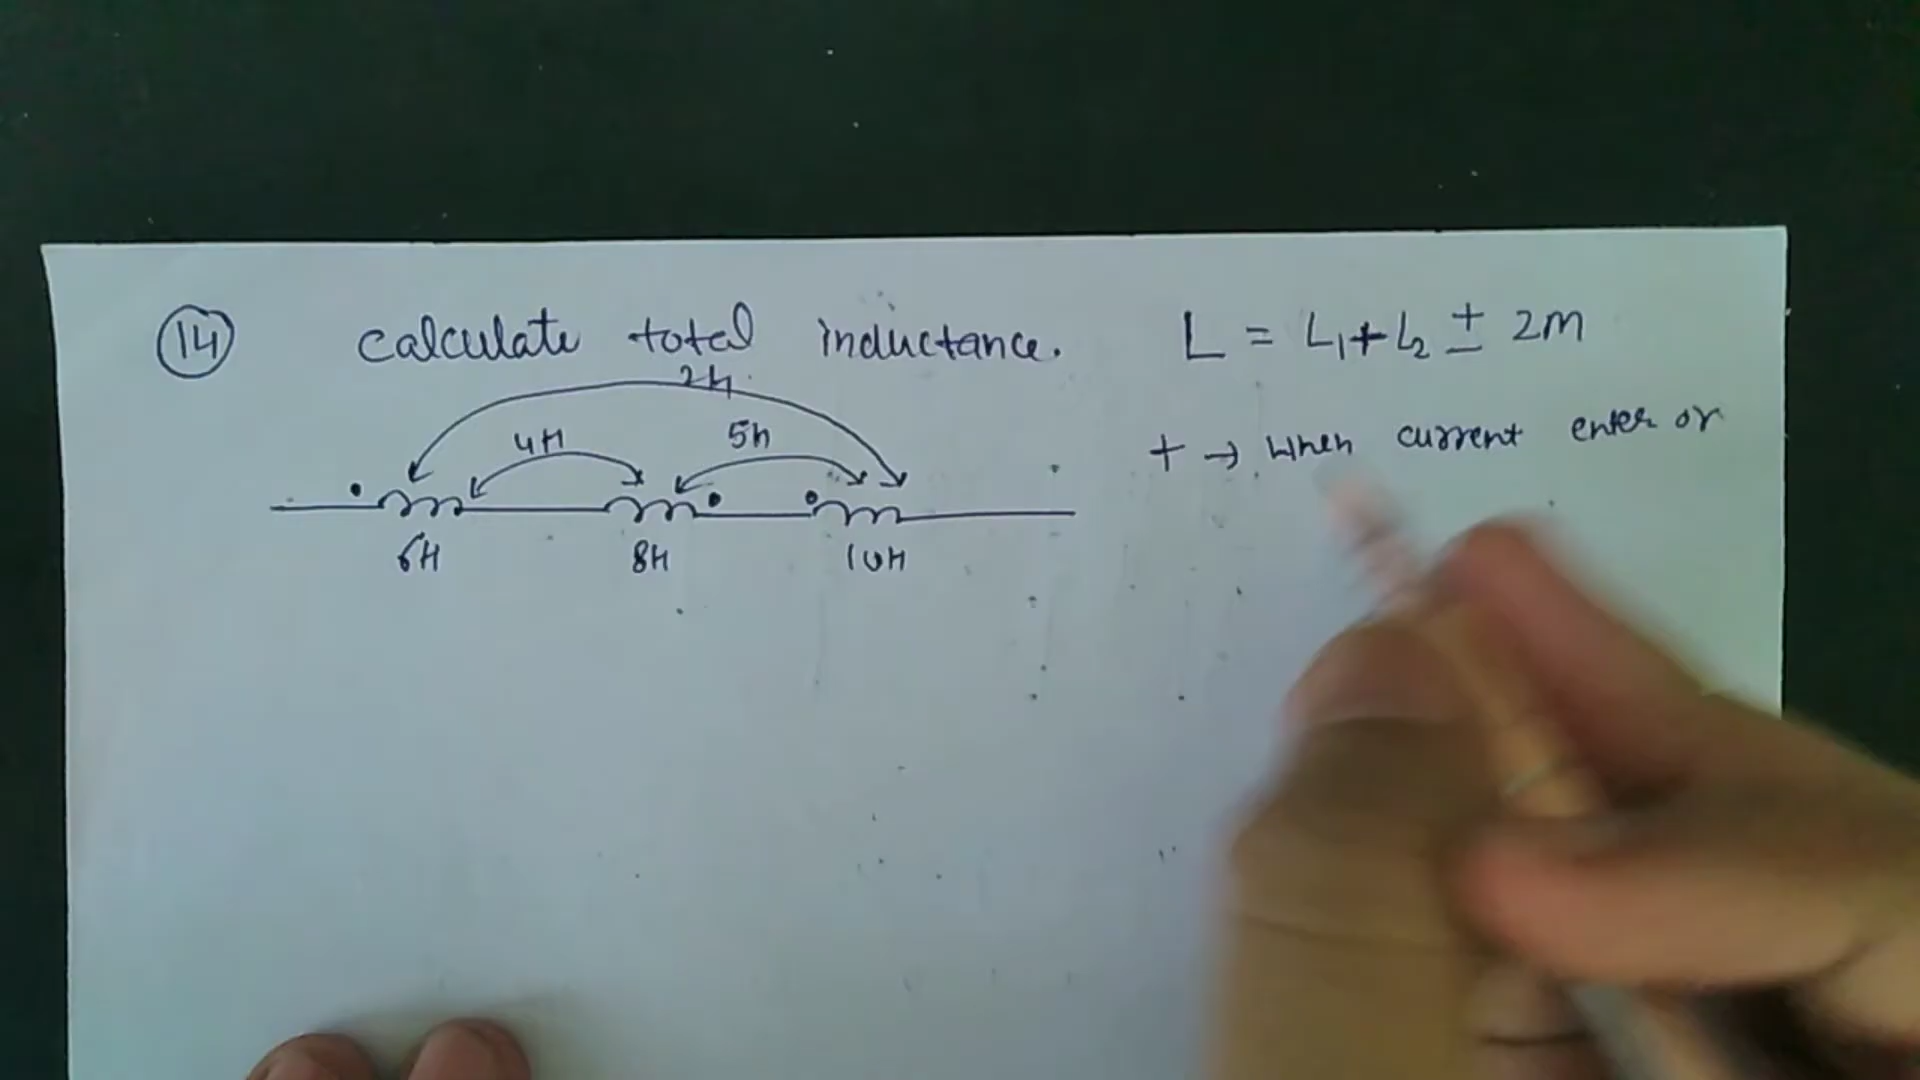 14 calculate total inductance.
2H
4H 5h
6H 8H 10H
L = L1+L2 ± 2m
+ → When current enter or